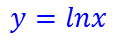 y = lnx